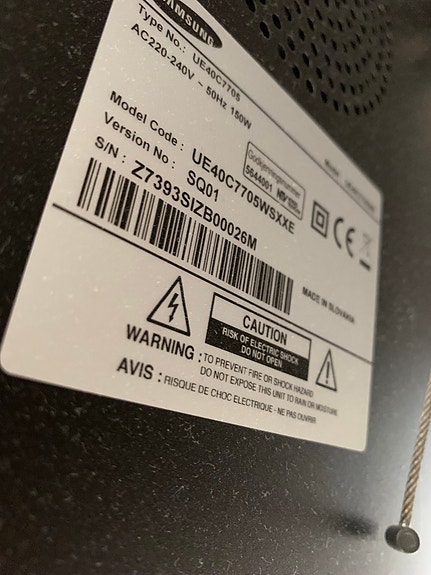 SAMSUNG
Type No.: UE40C7705
AC220-240V ~ 50Hz 150W
Model Code : UE40C7705WSXXE
Version No : SQ01
S/N : Z7393SIZB00026M
5644001
CE
MADE IN SLOVAKIA
CAUTION
RISK OF ELECTRIC SHOCK
DO NOT OPEN
WARNING : TO PREVENT FIRE OR SHOCK HAZARD
DO NOT EXPOSE THIS UNIT TO RAIN OR MOISTURE
AVIS : RISQUE DE CHOC ELECTRIQUE - NE PAS OUVRIR